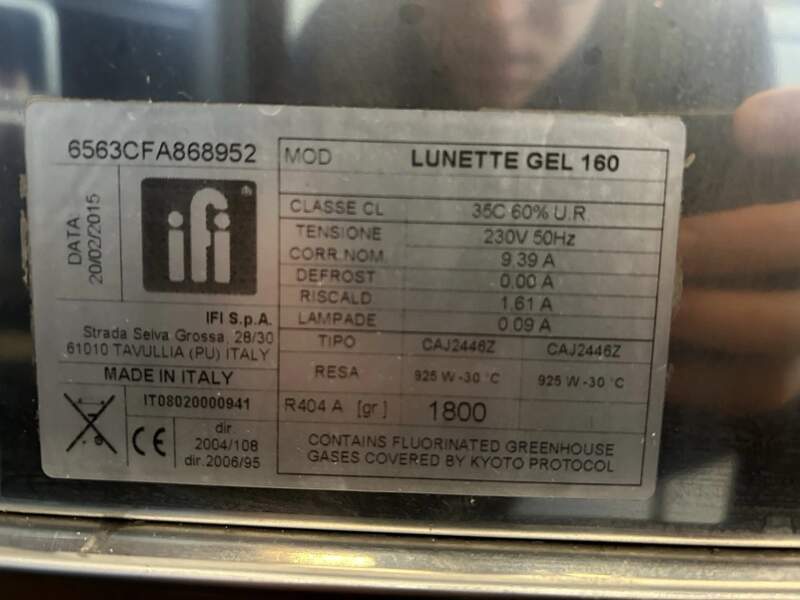 6563CFA868952
DATA
20/02/2015
ifi
IFI S.p.A.
Strada Selva Grossa, 28/30
61010 TAVULLIA (PU) ITALY
MADE IN ITALY
IT08020000941
CE
dir.
2004/108
dir.2006/95
MOD LUNETTE GEL 160
CLASSE CL 35C 60% U.R.
TENSIONE 230V 50Hz
CORR.NOM. 9.39 A
DEFROST 0.00 A
RISCALD 1.61 A
LAMPADE 0.09 A
TIPO CAJ2446Z CAJ2446Z
RESA 925 W -30 °C 925 W -30 °C
R404 A [gr] 1800
CONTAINS FLUORINATED GREENHOUSE
GASES COVERED BY KYOTO PROTOCOL